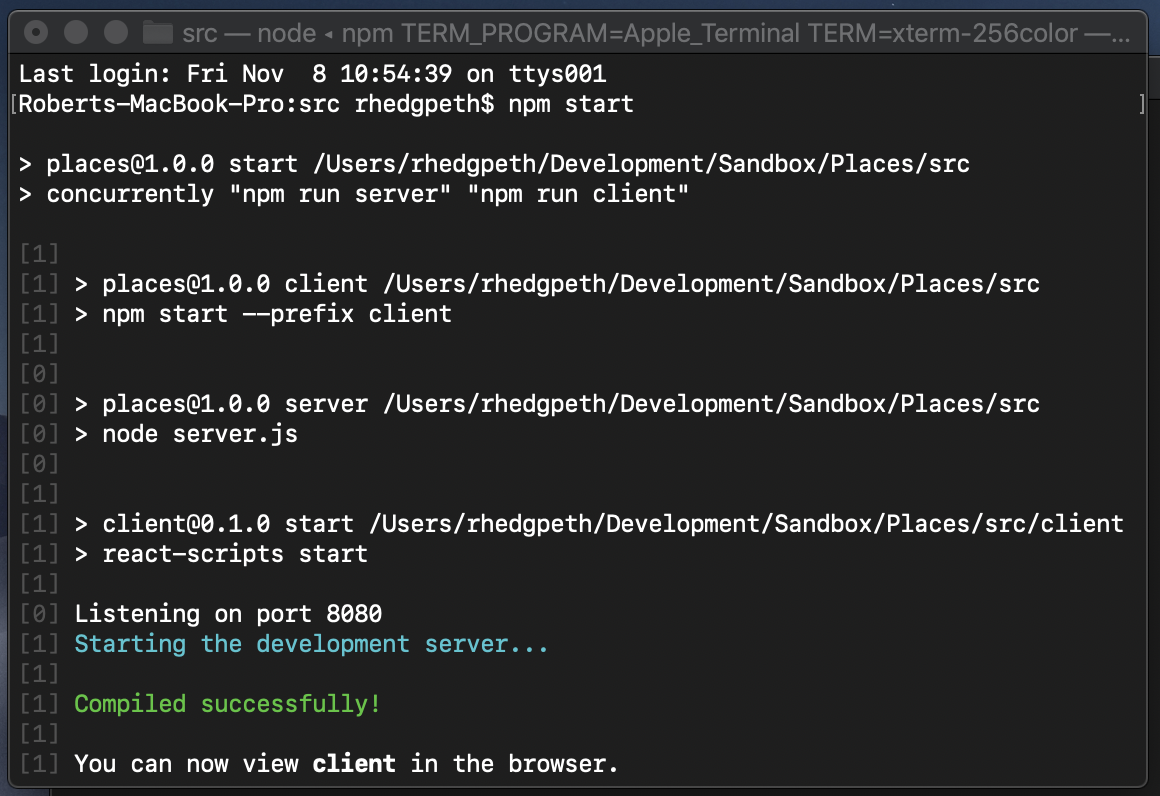 src — node ◂ npm TERM_PROGRAM=Apple_Terminal TERM=xterm-256color —...
Last login: Fri Nov  8 10:54:39 on ttys001
[Roberts-MacBook-Pro:src rhedgpeth$ npm start ]
> places@1.0.0 start /Users/rhedgpeth/Development/Sandbox/Places/src
> concurrently "npm run server" "npm run client"
[1]
[1] > places@1.0.0 client /Users/rhedgpeth/Development/Sandbox/Places/src
[1] > npm start --prefix client
[1]
[0]
[0] > places@1.0.0 server /Users/rhedgpeth/Development/Sandbox/Places/src
[0] > node server.js
[0]
[1]
[1] > client@0.1.0 start /Users/rhedgpeth/Development/Sandbox/Places/src/client
[1] > react-scripts start
[1]
[0] Listening on port 8080
[1] Starting the development server...
[1]
[1] Compiled successfully!
[1]
[1] You can now view client in the browser.